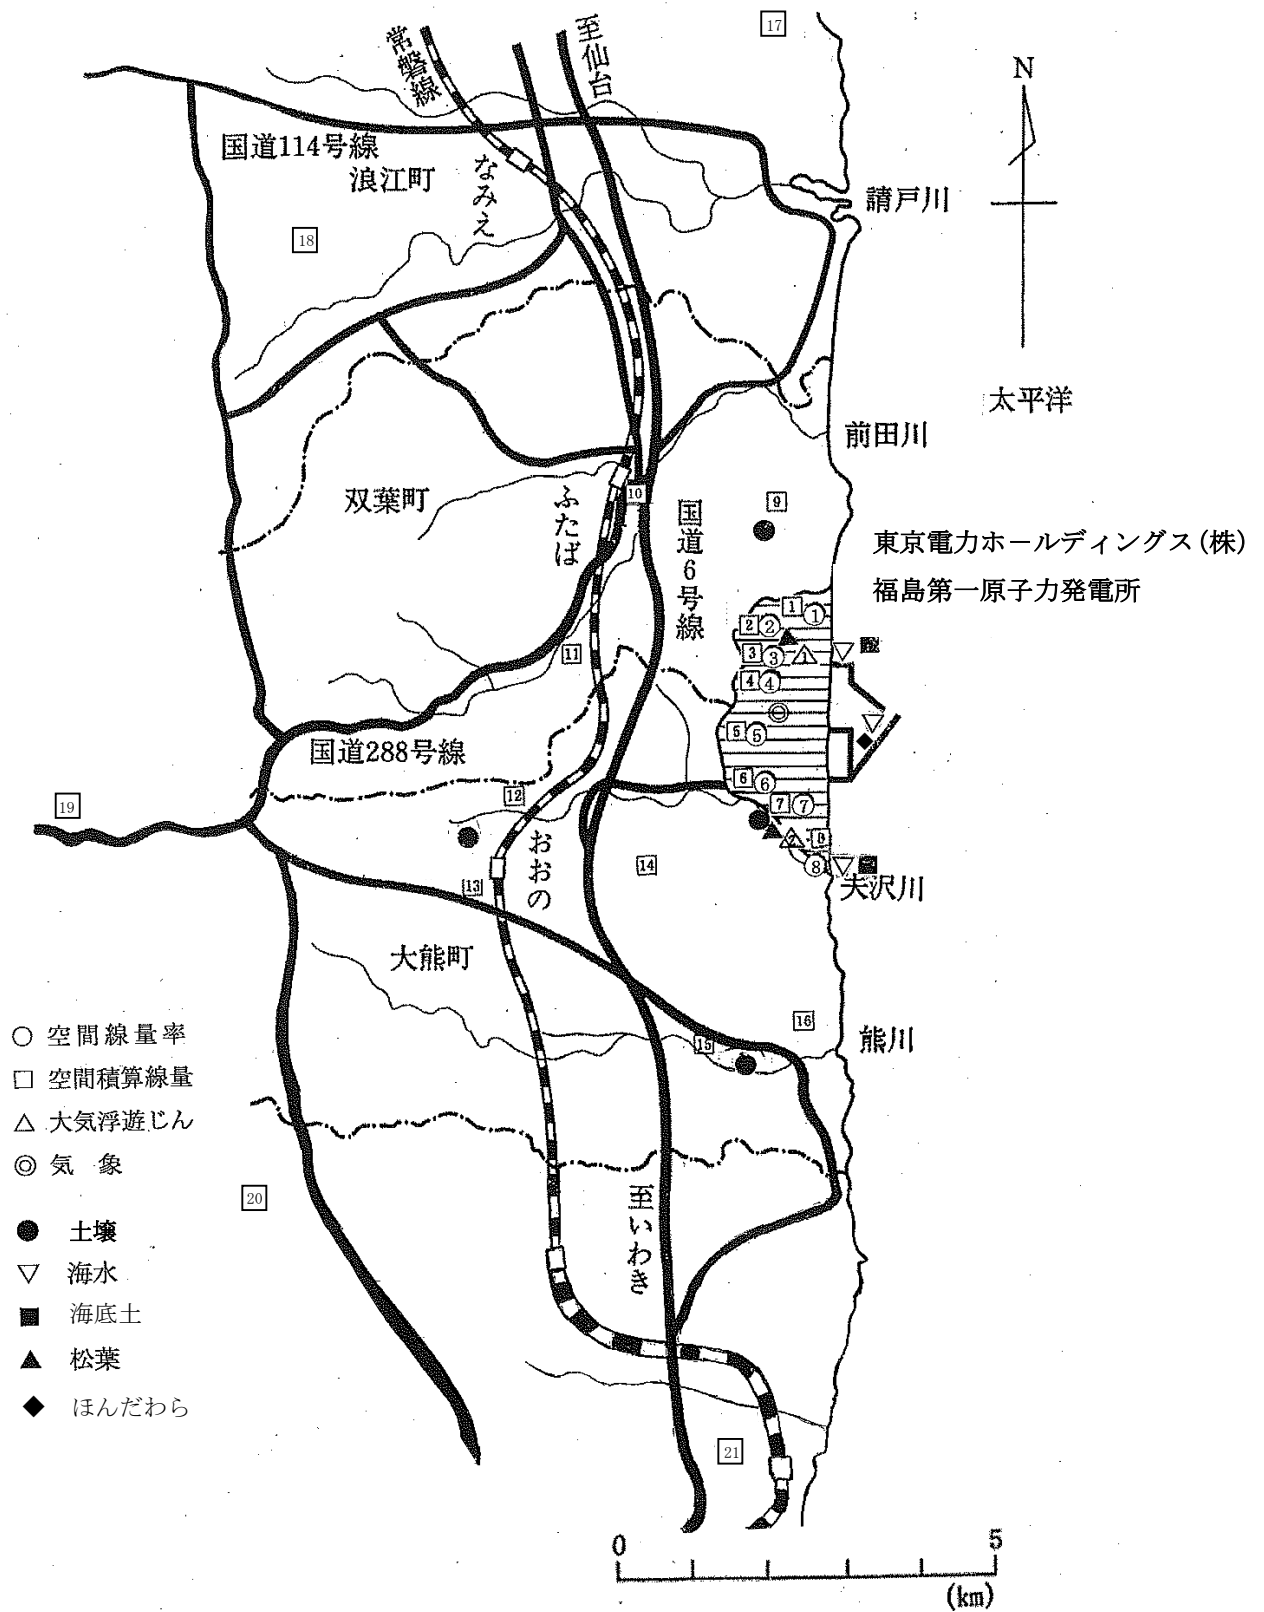 17
至仙台
常磐線
N
国道114号線
浪江町
なみえ
請戸川
18
太平洋
前田川
双葉町
ふたば
10
国道6号線
9
東京電力ホールディングス(株)
福島第一原子力発電所
1 ①
2 ②
3 ③ 1
4 ④
5 ⑤
6 ⑥
7 ⑦
2 8
⑧
11
国道288号線
12
19
おおの
13
14
夫沢川
大熊町
16
15
熊川
○ 空間線量率
□ 空間積算線量
△ 大気浮遊じん
◎ 気象
● 土壌
▽ 海水
■ 海底土
▲ 松葉
◆ ほんだわら
20
至いわき
21
0 5
(km)